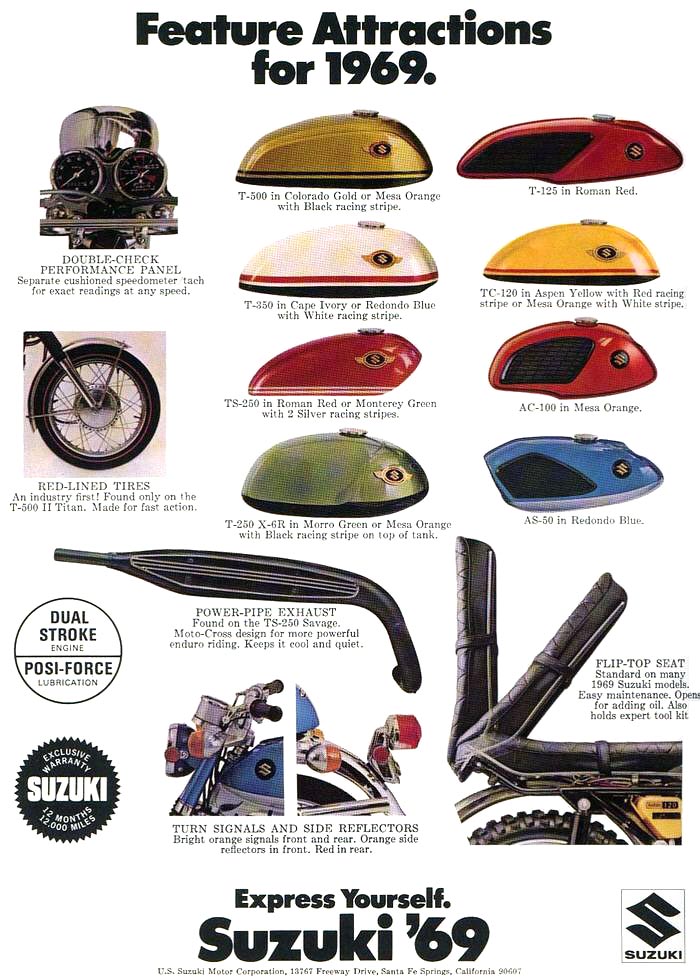 Feature Attractions
for 1969.
DOUBLE-CHECK
PERFORMANCE PANEL
Separate cushioned speedometer tach
for exact readings at any speed.
T-500 in Colorado Gold or Mesa Orange
with Black racing stripe.
T-125 in Roman Red.
T-350 in Cape Ivory or Redondo Blue
with White racing stripe.
TC-120 in Aspen Yellow with Red racing
stripe or Mesa Orange with White stripe.
RED-LINED TIRES
An industry first! Found only on the
T-500 II Titan. Made for fast action.
TS-250 in Roman Red or Monterey Green
with 2 Silver racing stripes.
AC-100 in Mesa Orange.
T-250 X-6R in Morro Green or Mesa Orange
with Black racing stripe on top of tank.
AS-50 in Redondo Blue.
DUAL
STROKE
ENGINE
POSI-FORCE
LUBRICATION
POWER-PIPE EXHAUST
Found on the TS-250 Savage.
Moto-Cross design for more powerful
enduro riding. Keeps it cool and quiet.
FLIP-TOP SEAT
Standard on many
1969 Suzuki models.
Easy maintenance. Opens
for adding oil. Also
holds expert tool kit
EXCLUSIVE
WARRANTY
SUZUKI
12 MONTHS
12,000 MILES
120
TURN SIGNALS AND SIDE REFLECTORS
Bright orange signals front and rear. Orange side
reflectors in front. Red in rear.
Express Yourself.
Suzuki '69
SUZUKI
U.S. Suzuki Motor Corporation, 13767 Freeway Drive, Santa Fe Springs, California 90607